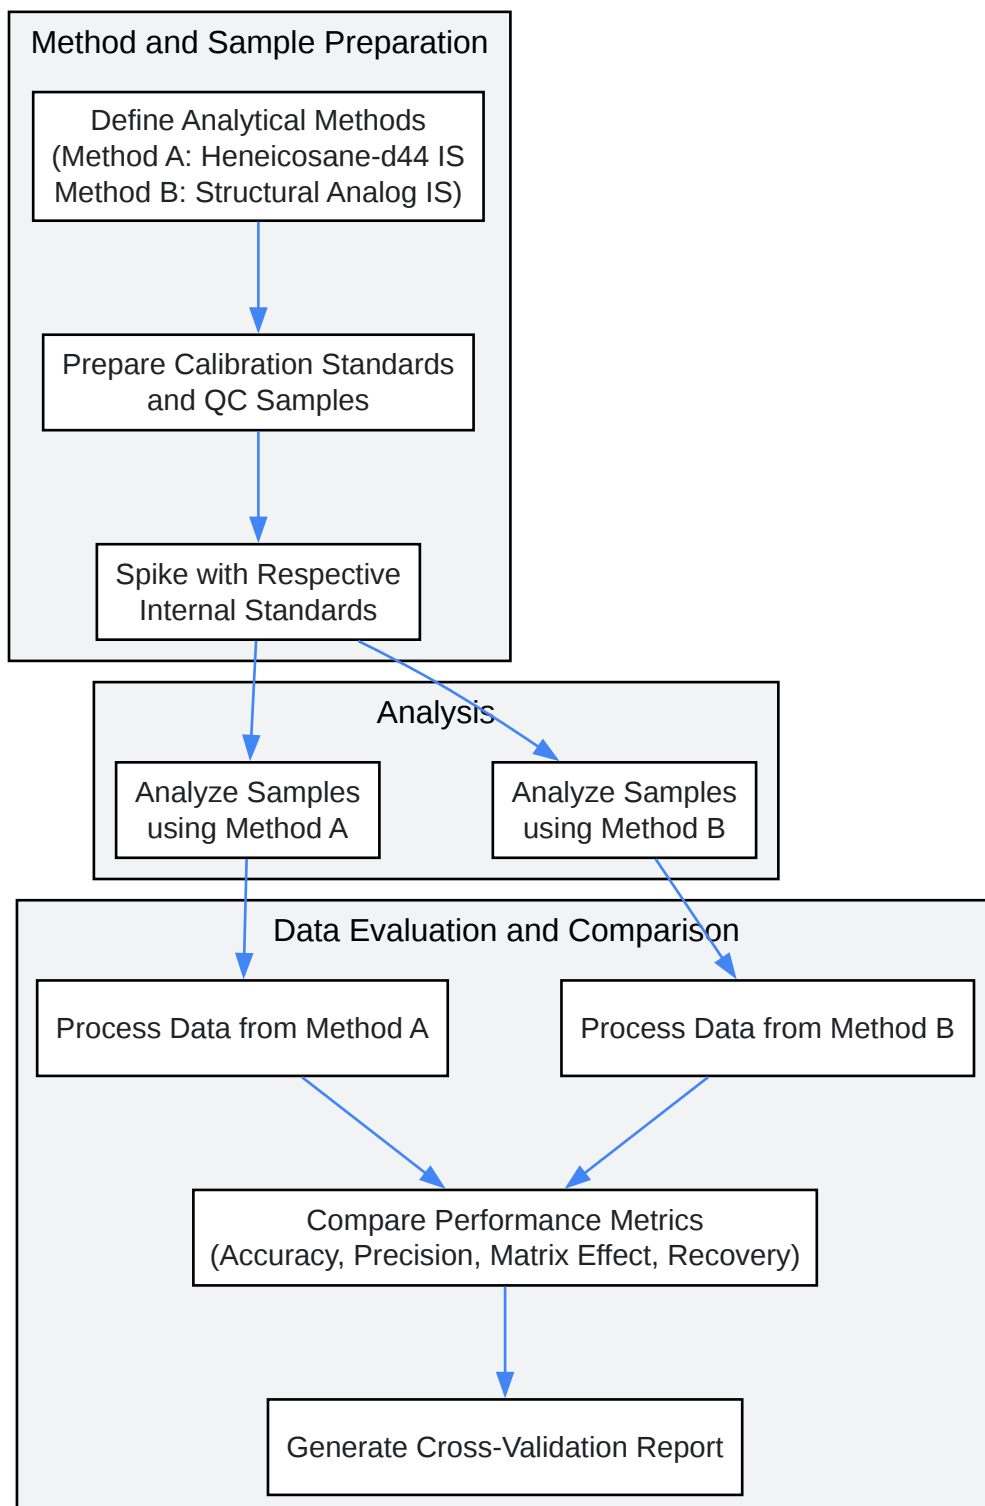 Method and Sample Preparation
Define Analytical Methods
(Method A: Heneicosane-d44 IS
Method B: Structural Analog IS)
Prepare Calibration Standards
and QC Samples
Spike with Respective
Internal Standards
Analysis
Analyze Samples
using Method A
Analyze Samples
using Method B
Data Evaluation and Comparison
Process Data from Method A
Process Data from Method B
Compare Performance Metrics
(Accuracy, Precision, Matrix Effect, Recovery)
Generate Cross-Validation Report